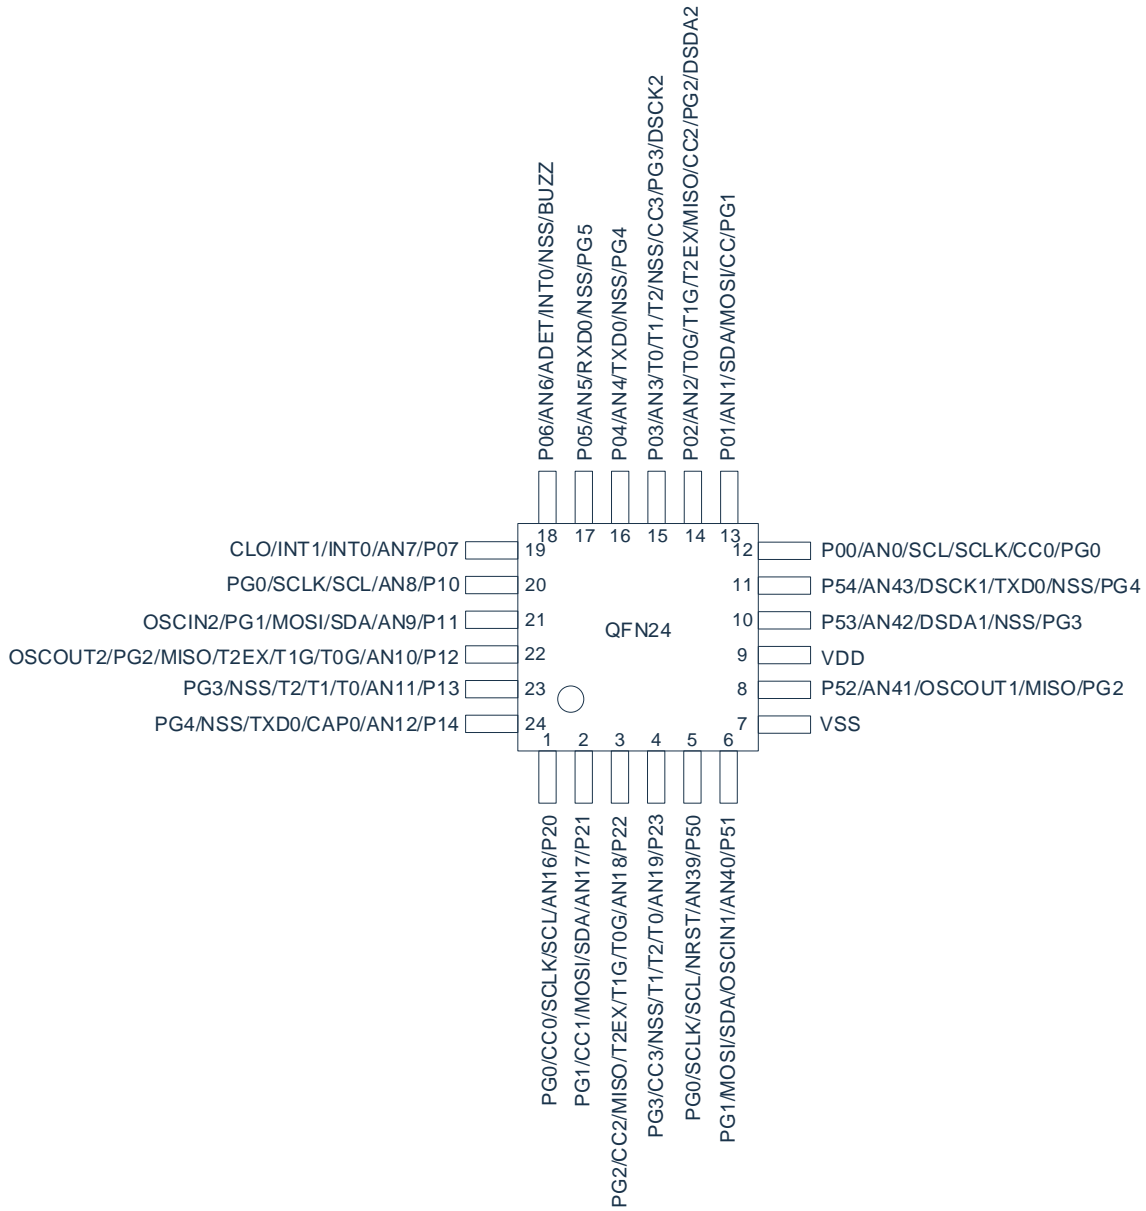 P06/AN6/ADET/INT0/NSS/BUZZ
P05/AN5/RXD0/NSS/PG5
P04/AN4/TXD0/NSS/PG4
P03/AN3/T0/T1/T2/NSS/CC3/PG3/DSCK2
P02/AN2/T0G/T1G/T2EX/MISO/CC2/PG2/DSDA2
P01/AN1/SDA/MOSI/CC/PG1
18 17 16 15 14 13
CLO/INT1/INT0/AN7/P07 19
12 P00/AN0/SCL/SCLK/CC0/PG0
PG0/SCLK/SCL/AN8/P10 20
11 P54/AN43/DSCK1/TXD0/NSS/PG4
OSCIN2/PG1/MOSI/SDA/AN9/P11 21
10 P53/AN42/DSDA1/NSS/PG3
QFN24
OSCOUT2/PG2/MISO/T2EX/T1G/T0G/AN10/P12 22
9 VDD
PG3/NSS/T2/T1/T0/AN11/P13 23
8 P52/AN41/OSCOUT1/MISO/PG2
PG4/NSS/TXD0/CAP0/AN12/P14 24
7 VSS
1 2 3 4 5 6
PG0/CC0/SCLK/SCL/AN16/P20
PG1/CC1/MOSI/SDA/AN17/P21
PG2/CC2/MISO/T2EX/T1G/T0G/AN18/P22
PG3/CC3/NSS/T1/T2/T0/AN19/P23
PG0/SCLK/SCL/NRST/AN39/P50
PG1/MOSI/SDA/OSCIN1/AN40/P51